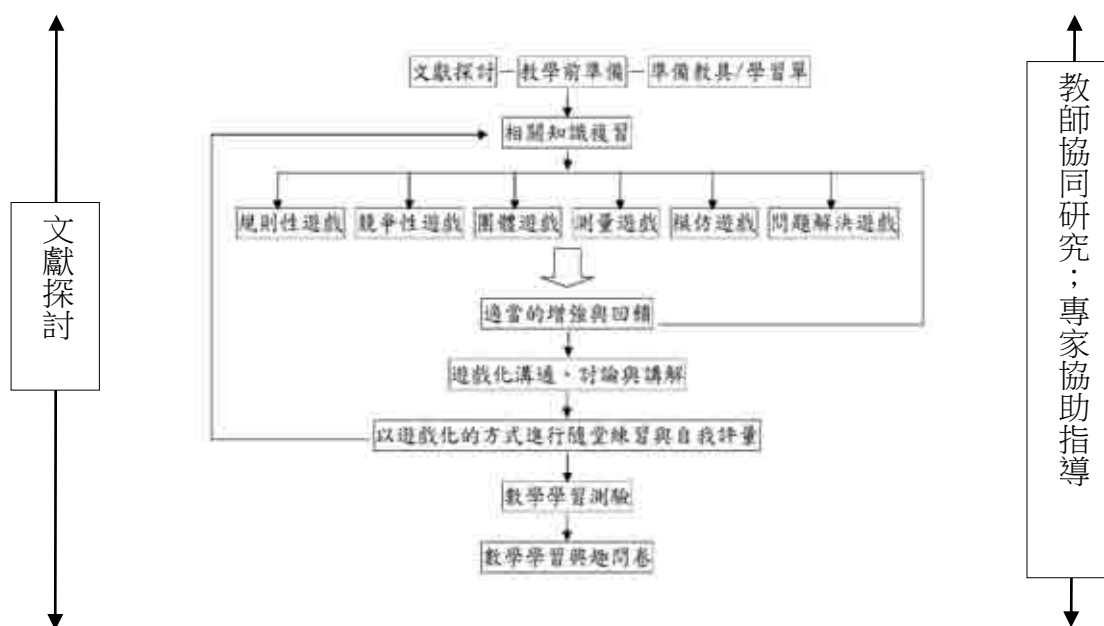 文獻探討 教學前準備 準備教具/學習單
相關知識複習
規則性遊戲 競爭性遊戲 團體遊戲 測量遊戲 模仿遊戲 問題解決遊戲
適當的增強與回饋
遊戲化溝通、討論與講解
以遊戲化的方式進行隨堂練習與自我評量
數學學習測驗
數學學習興趣問卷
文獻探討
教師協同研究；專家協助指導